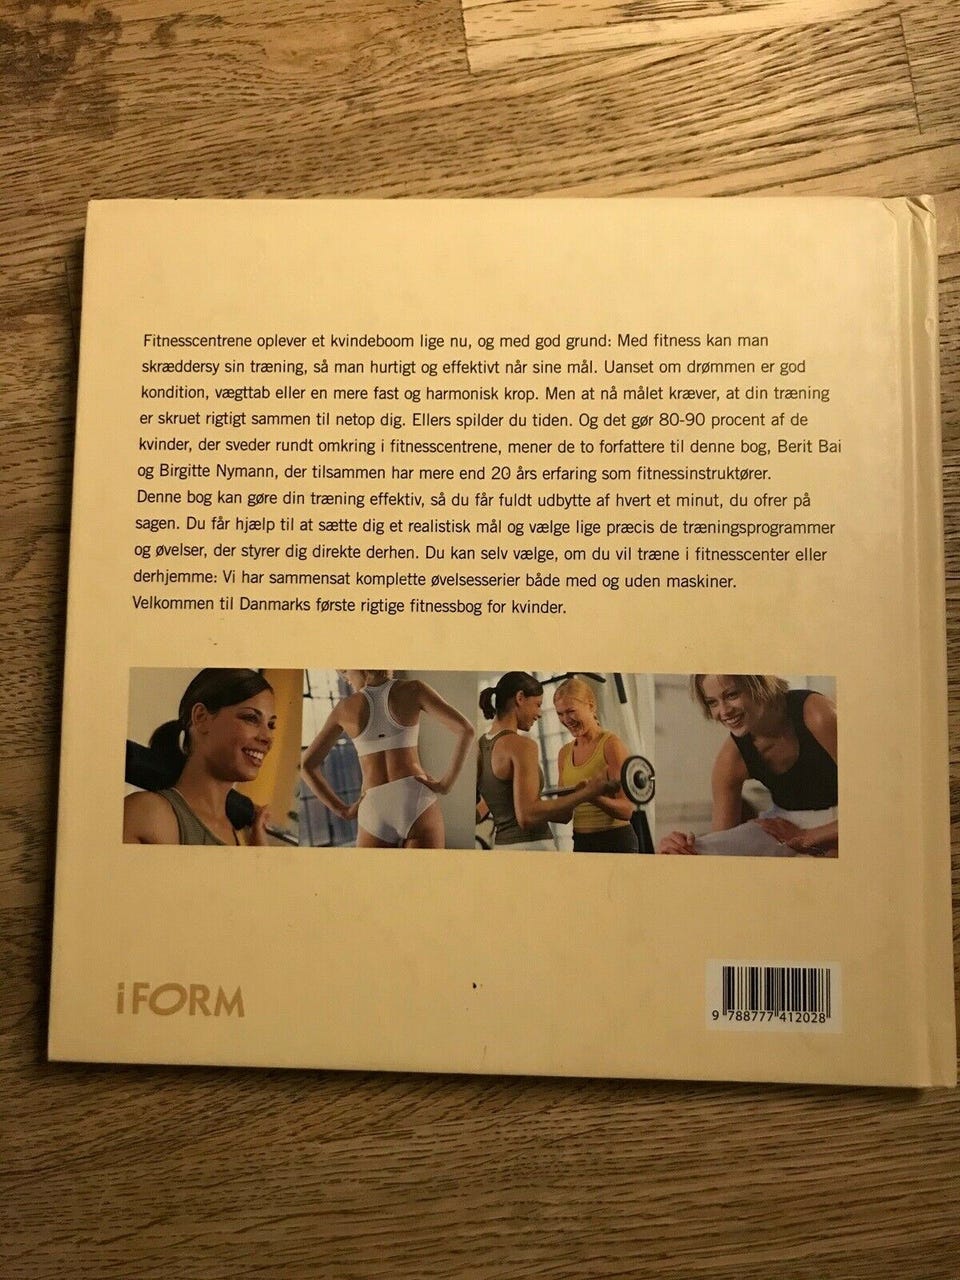 Fitnesscentrene oplever et kvindeboom lige nu, og med god grund: Med fitness kan man
skræddersy sin træning, så man hurtigt og effektivt når sine mål. Uanset om drømmen er god
kondition, vægttab eller en mere fast og harmonisk krop. Men at nå målet kræver, at din træning
er skruet rigtigt sammen til netop dig. Ellers spilder du tiden. Og det gør 80-90 procent af de
kvinder, der sveder rundt omkring i fitnesscentrene, mener de to forfattere til denne bog, Berit Bai
og Birgitte Nymann, der tilsammen har mere end 20 års erfaring som fitnessinstruktører.
Denne bog kan gøre din træning effektiv, så du får fuldt udbytte af hvert et minut, du ofrer på
sagen. Du får hjælp til at sætte dig et realistisk mål og vælge lige præcis de træningsprogrammer
og øvelser, der styrer dig direkte derhen. Du kan selv vælge, om du vil træne i fitnesscenter eller
derhjemme: Vi har sammensat komplette øvelsesserier både med og uden maskiner.
Velkommen til Danmarks første rigtige fitnessbog for kvinder.
i FORM
9 788777 412028